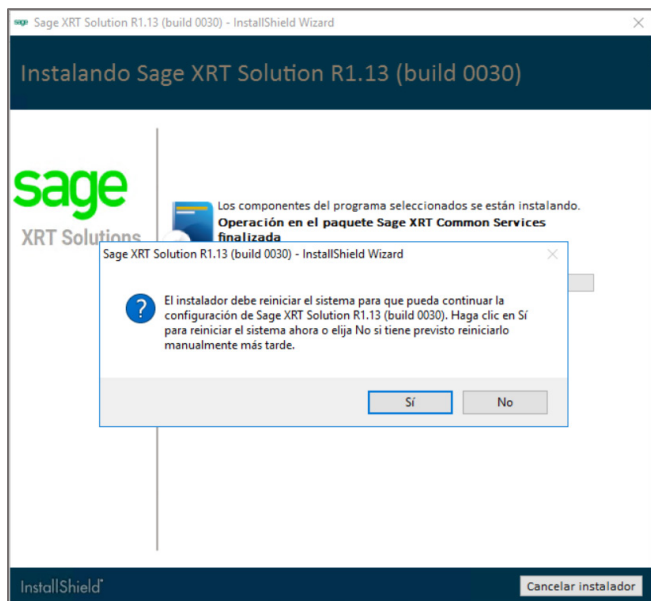 sage Sage XRT Solution R1.13 (build 0030) - InstallShield Wizard
Instalando Sage XRT Solution R1.13 (build 0030)
sage
XRT Solutions
Los componentes del programa seleccionados se están instalando.
Operación en el paquete Sage XRT Common Services
finalizada
Sage XRT Solution R1.13 (build 0030) - InstallShield Wizard
El instalador debe reiniciar el sistema para que pueda continuar la
configuración de Sage XRT Solution R1.13 (build 0030). Haga clic en Sí
para reiniciar el sistema ahora o elija No si tiene previsto reiniciarlo
manualmente más tarde.
Sí
No
InstallShield
Cancelar instalador